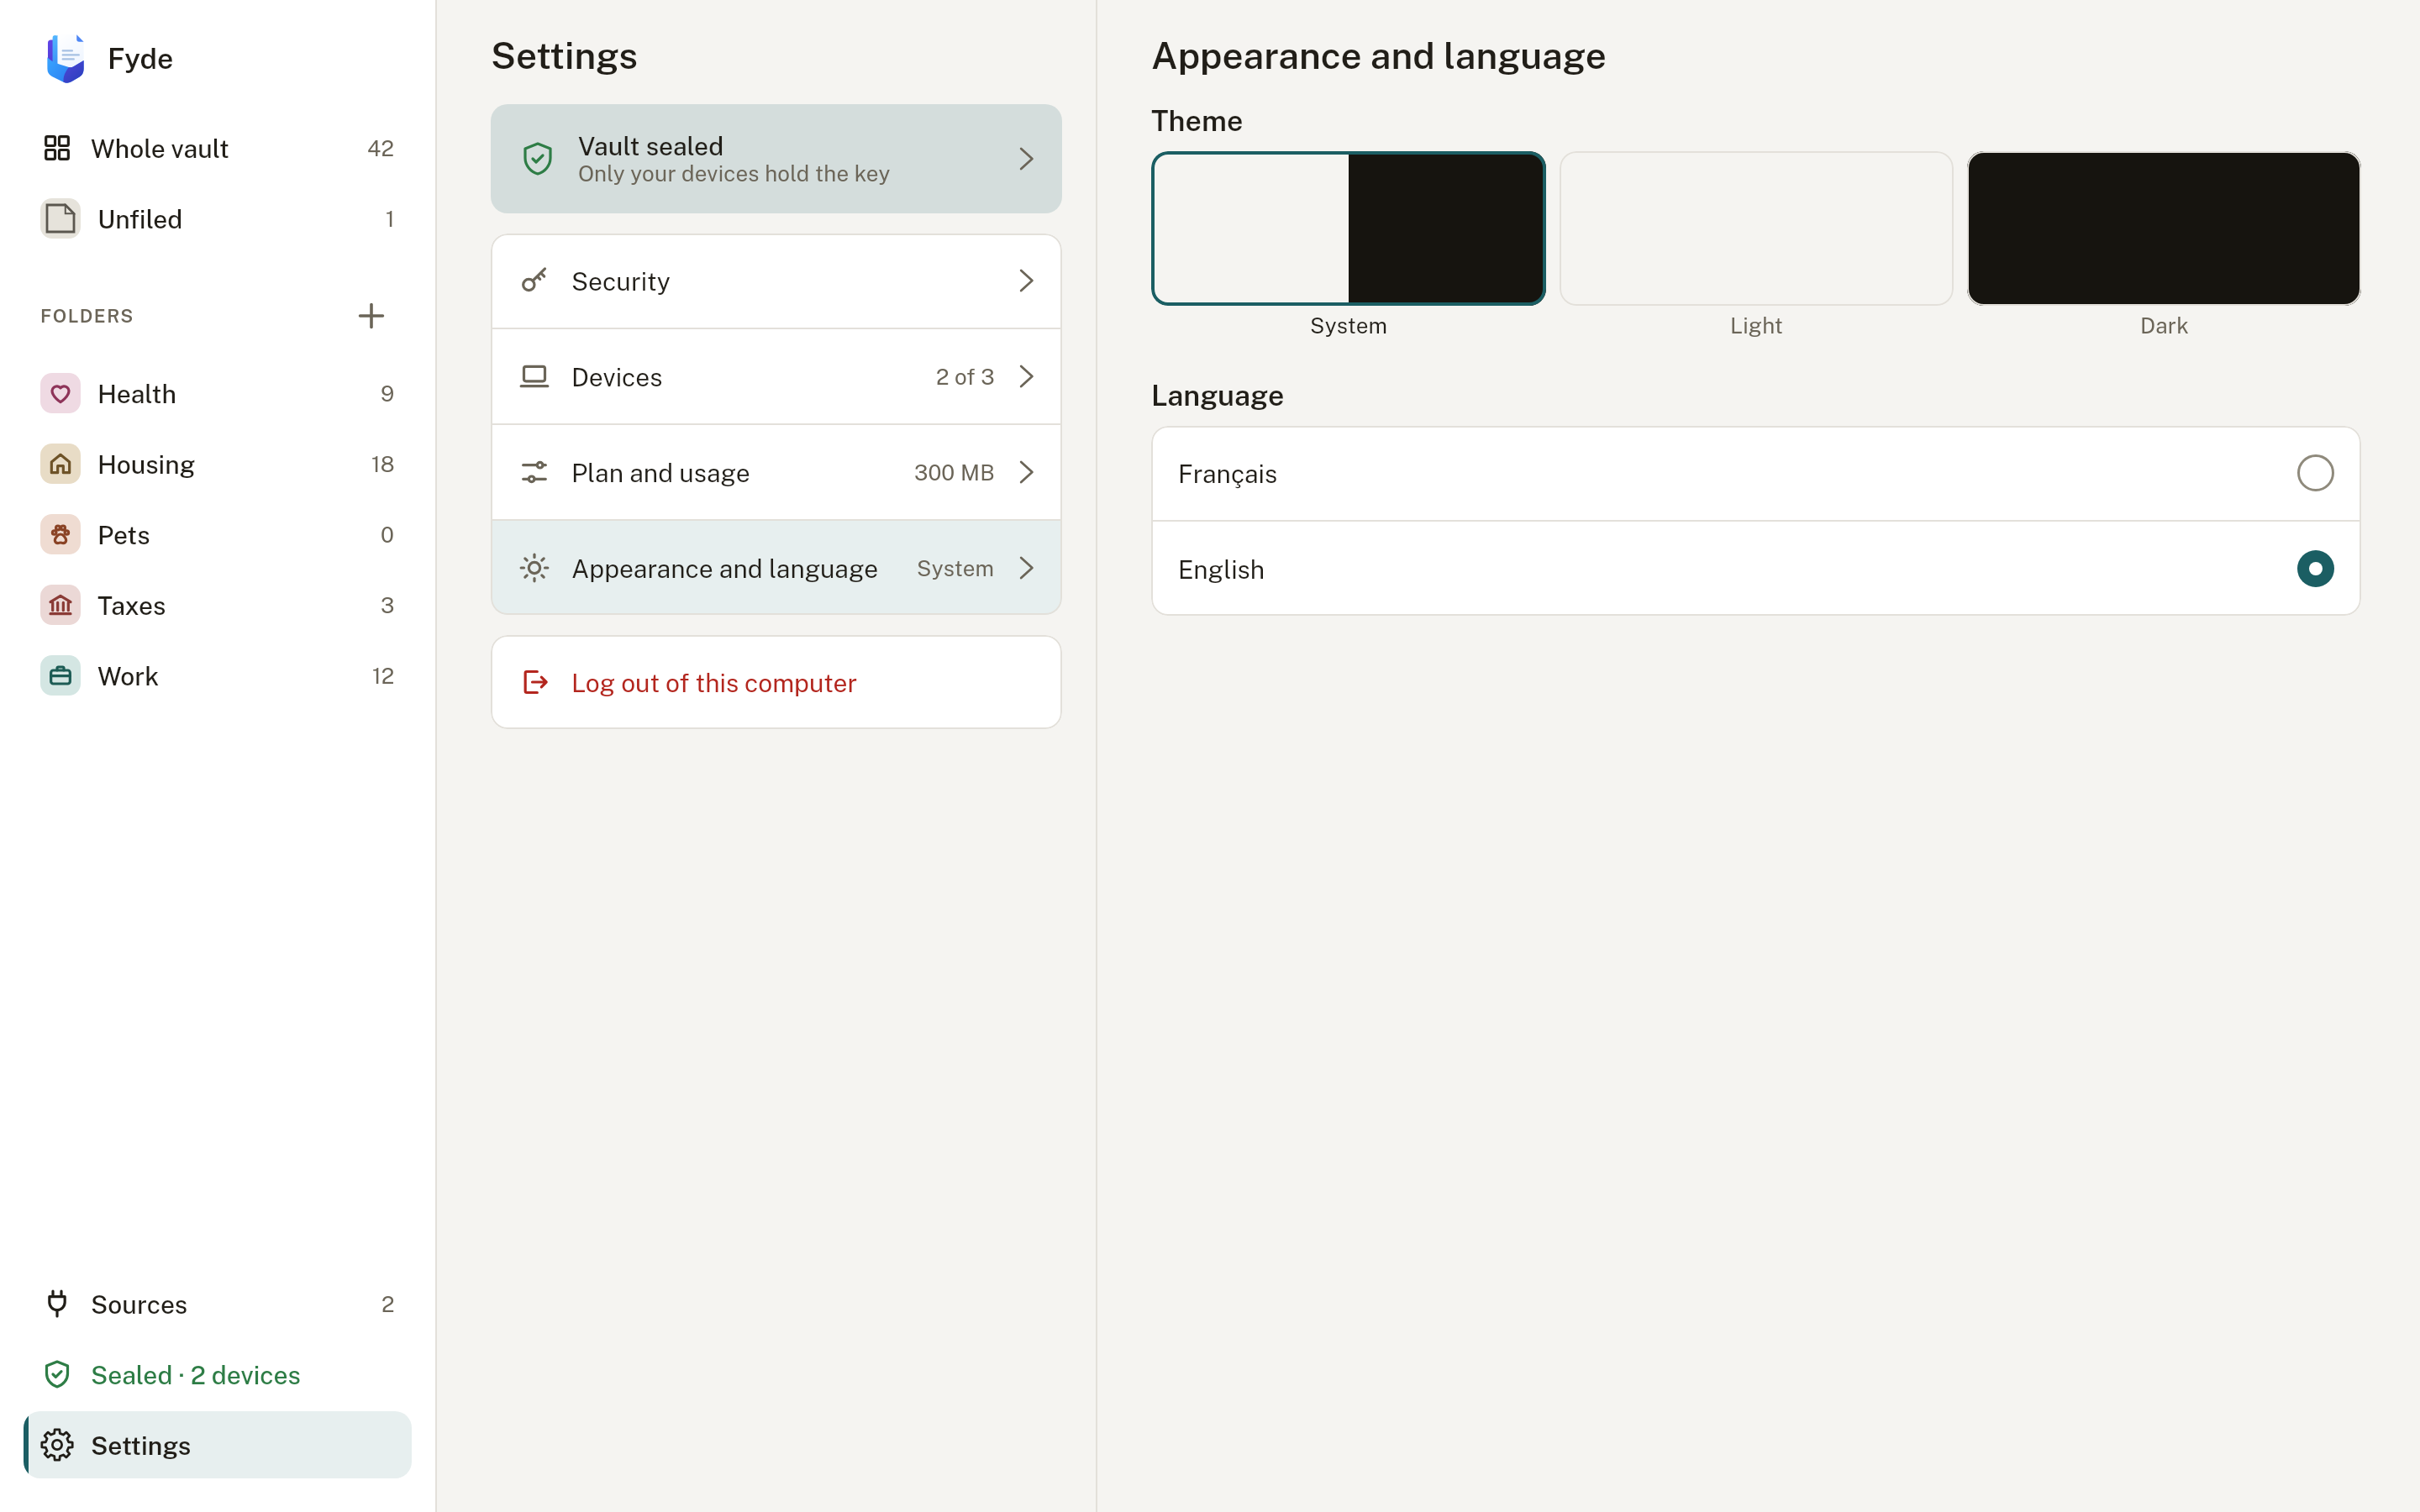 Fyde
Whole vault 42
Unfiled 1
FOLDERS
Health 9
Housing 18
Pets 0
Taxes 3
Work 12
Sources 2
Sealed · 2 devices
Settings
Settings
Vault sealed
Only your devices hold the key
Security
Devices 2 of 3
Plan and usage 300 MB
Appearance and language System
Log out of this computer
Appearance and language
Theme
System Light Dark
Language
Français
English